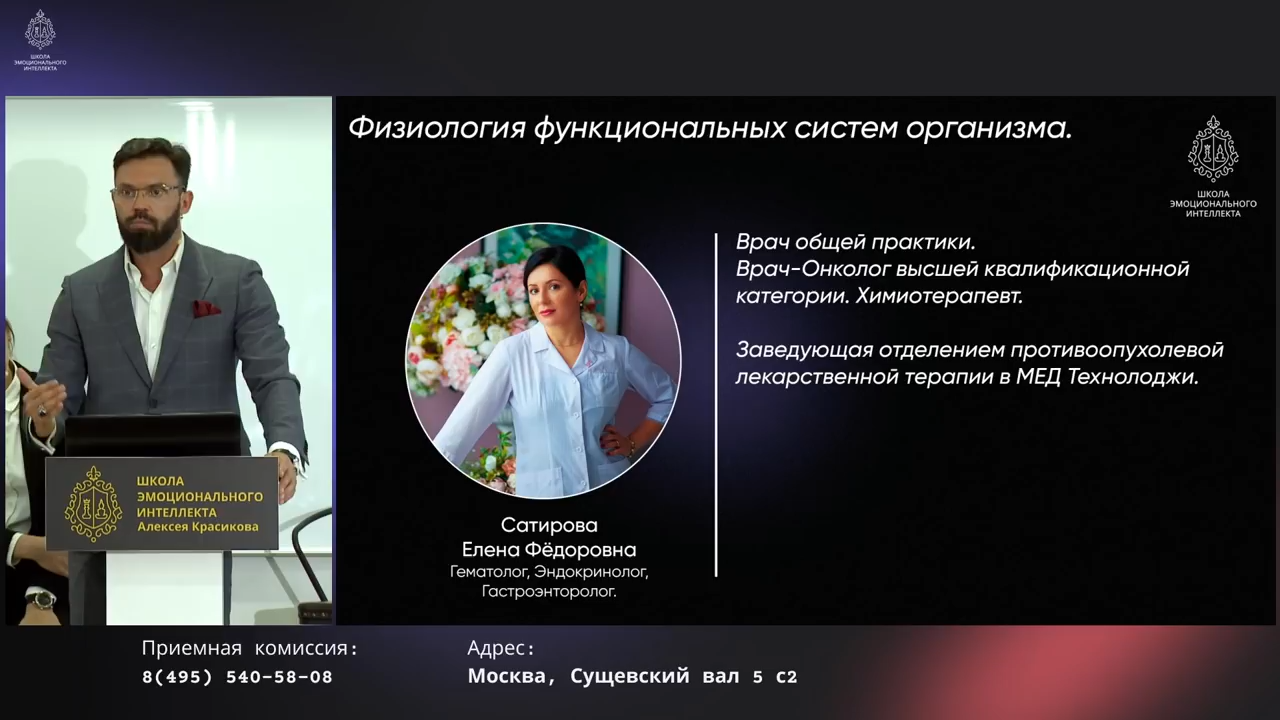 ШКОЛА
ЭМОЦИОНАЛЬНОГО
ИНТЕЛЛЕКТА
Физиология функциональных систем организма.
ШКОЛА
ЭМОЦИОНАЛЬНОГО
ИНТЕЛЛЕКТА
Врач общей практики.
Врач-Онколог высшей квалификационной
категории. Химиотерапевт.
Заведующая отделением противоопухолевой
лекарственной терапии в МЕД Технолоджи.
Сатирова
Елена Фёдоровна
Гематолог, Эндокринолог,
Гастроэнторолог.
ШКОЛА
ЭМОЦИОНАЛЬНОГО
ИНТЕЛЛЕКТА
Алексея Красикова
Приемная комиссия:
8(495) 540-58-08
Адрес:
Москва, Сущевский вал 5 с2